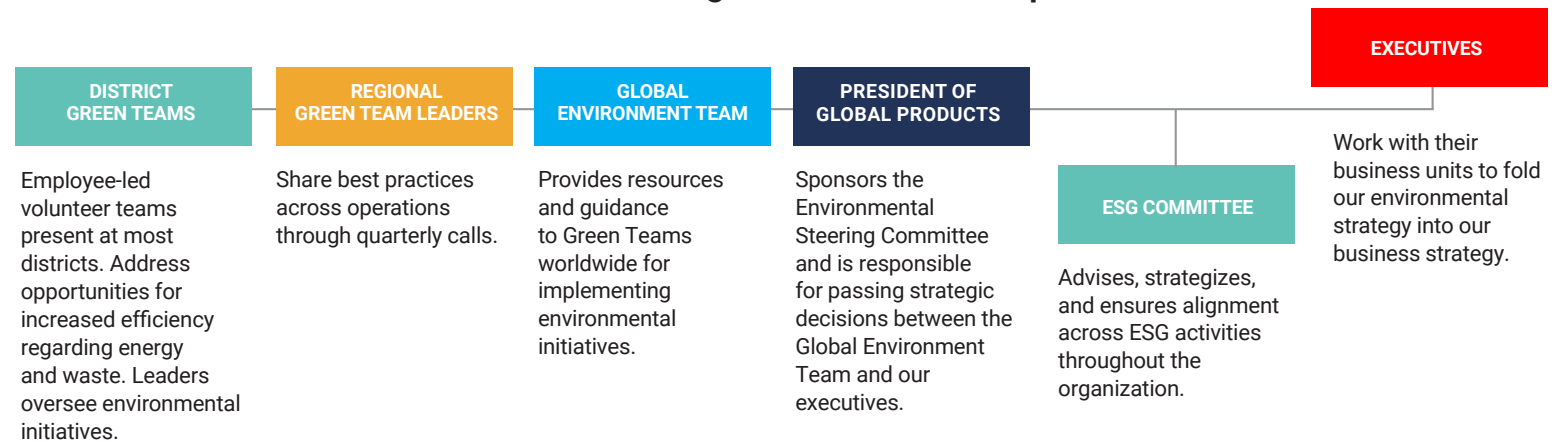 DISTRICT
GREEN TEAMS
Employee-led
volunteer teams
present at most
districts. Address
opportunities for
increased efficiency
regarding energy
and waste. Leaders
oversee environmental
initiatives.
REGIONAL
GREEN TEAM LEADERS
Share best practices
across operations
through quarterly calls.
GLOBAL
ENVIRONMENT TEAM
Provides resources
and guidance
to Green Teams
worldwide for
implementing
environmental
initiatives.
PRESIDENT OF
GLOBAL PRODUCTS
Sponsors the
Environmental
Steering Committee
and is responsible
for passing strategic
decisions between the
Global Environment
Team and our
executives.
ESG COMMITTEE
Advises, strategizes,
and ensures alignment
across ESG activities
throughout the
organization.
EXECUTIVES
Work with their
business units to fold
our environmental
strategy into our
business strategy.